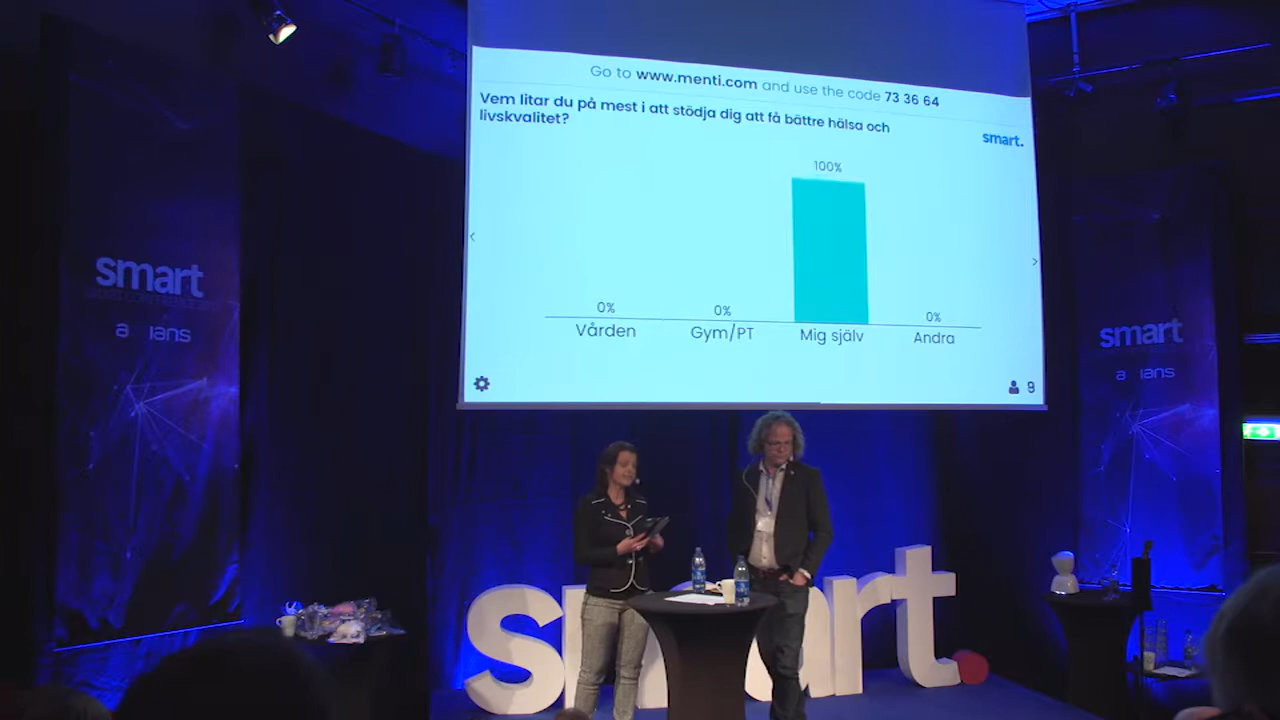 Go to www.menti.com and use the code 73 36 64
Vem litar du på mest i att stödja dig att få bättre hälsa och
livskvalitet?
smart.
100%
0%
0%
0%
Vården
Gym/PT
Mig själv
Andra
9
smart
a ians
smart
a ians
smart.